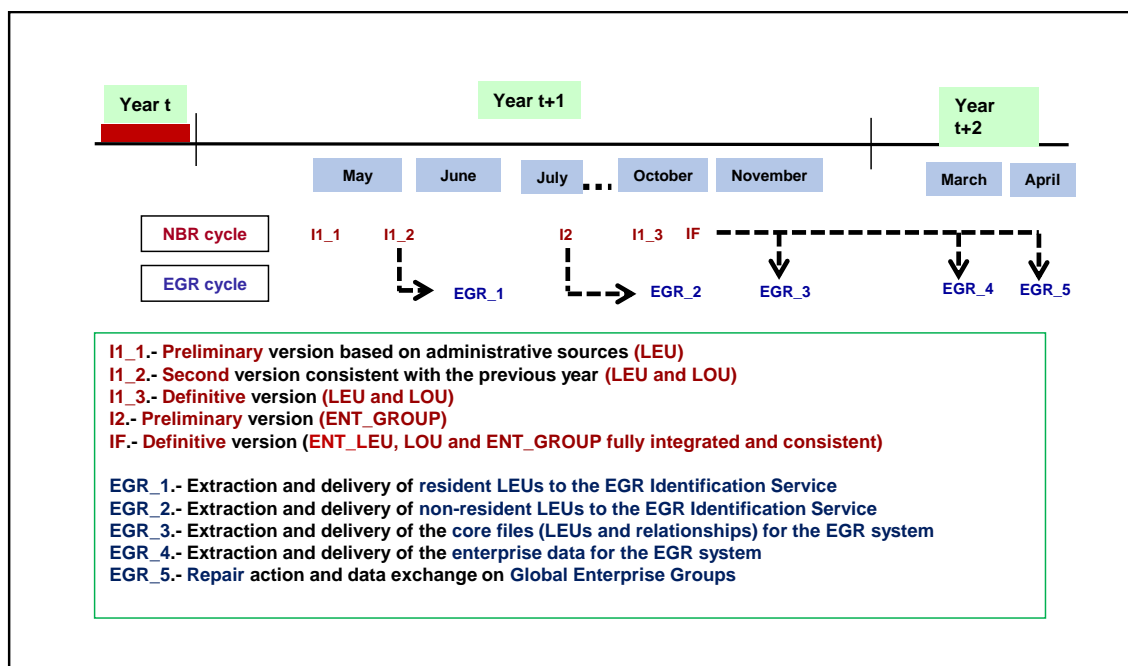 Year t
Year t+1
Year
t+2
May
June
July
October
November
March
April
NBR cycle
I1_1
I1_2
I2
I1_3
IF
EGR cycle
EGR_1
EGR_2
EGR_3
EGR_4
EGR_5
I1_1.- Preliminary version based on administrative sources (LEU)
I1_2.- Second version consistent with the previous year (LEU and LOU)
I1_3.- Definitive version (LEU and LOU)
I2.- Preliminary version (ENT_GROUP)
IF.- Definitive version (ENT_LEU, LOU and ENT_GROUP fully integrated and consistent)
EGR_1.- Extraction and delivery of resident LEUs to the EGR Identification Service
EGR_2.- Extraction and delivery of non-resident LEUs to the EGR Identification Service
EGR_3.- Extraction and delivery of the core files (LEUs and relationships) for the EGR system
EGR_4.- Extraction and delivery of the enterprise data for the EGR system
EGR_5.- Repair action and data exchange on Global Enterprise Groups